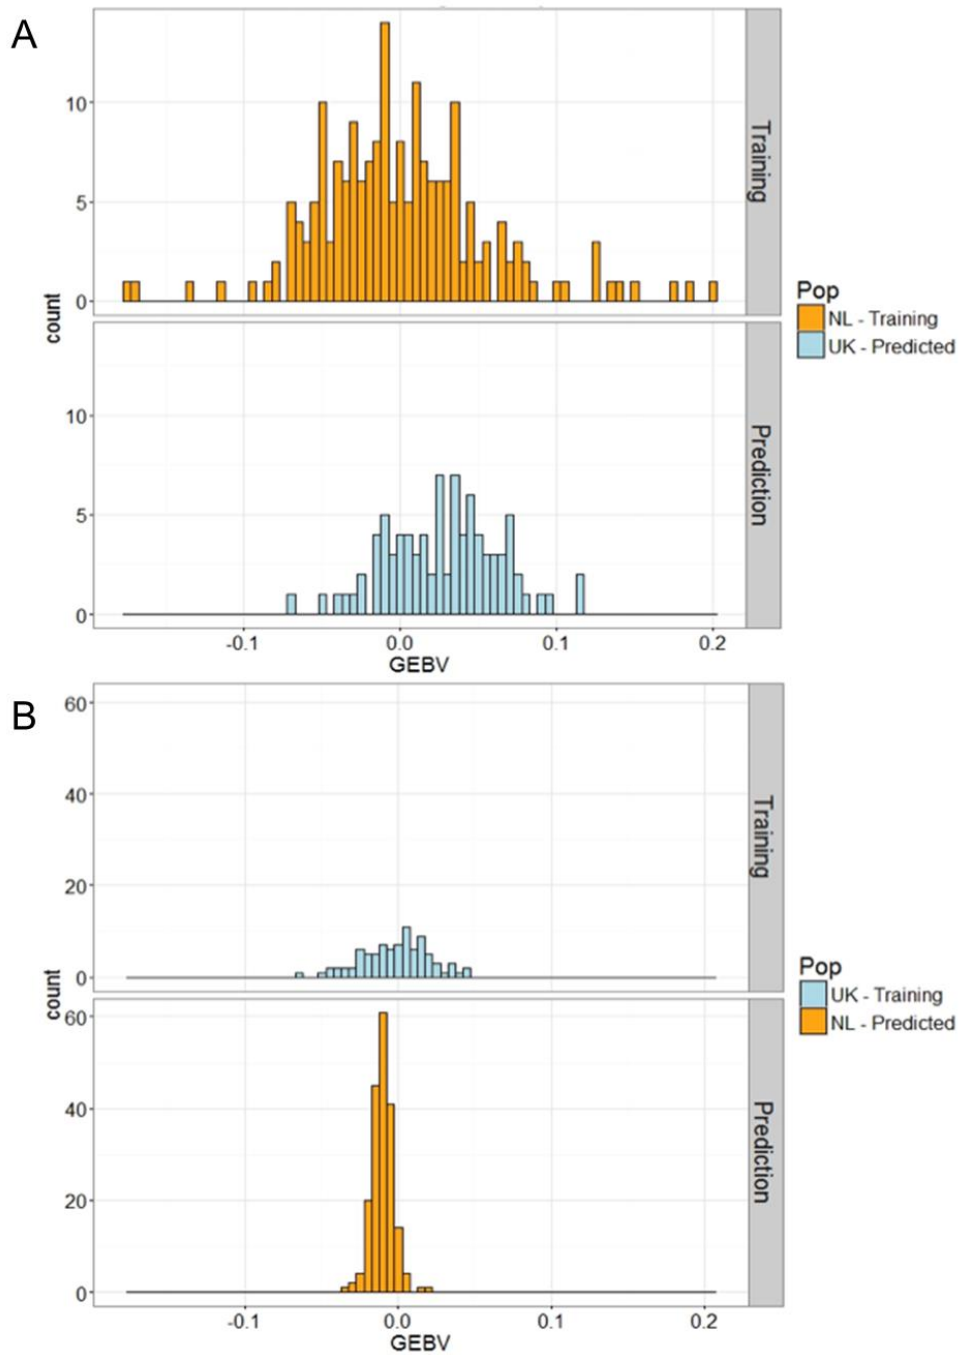 A
10
5
0
Training
count
10
5
0
Prediction
-0.1
0.0
0.1
0.2
GEBV
Pop
NL - Training
UK - Predicted
B
60
40
20
0
Training
count
60
40
20
0
Prediction
-0.1
0.0
0.1
0.2
GEBV
Pop
UK - Training
NL - Predicted